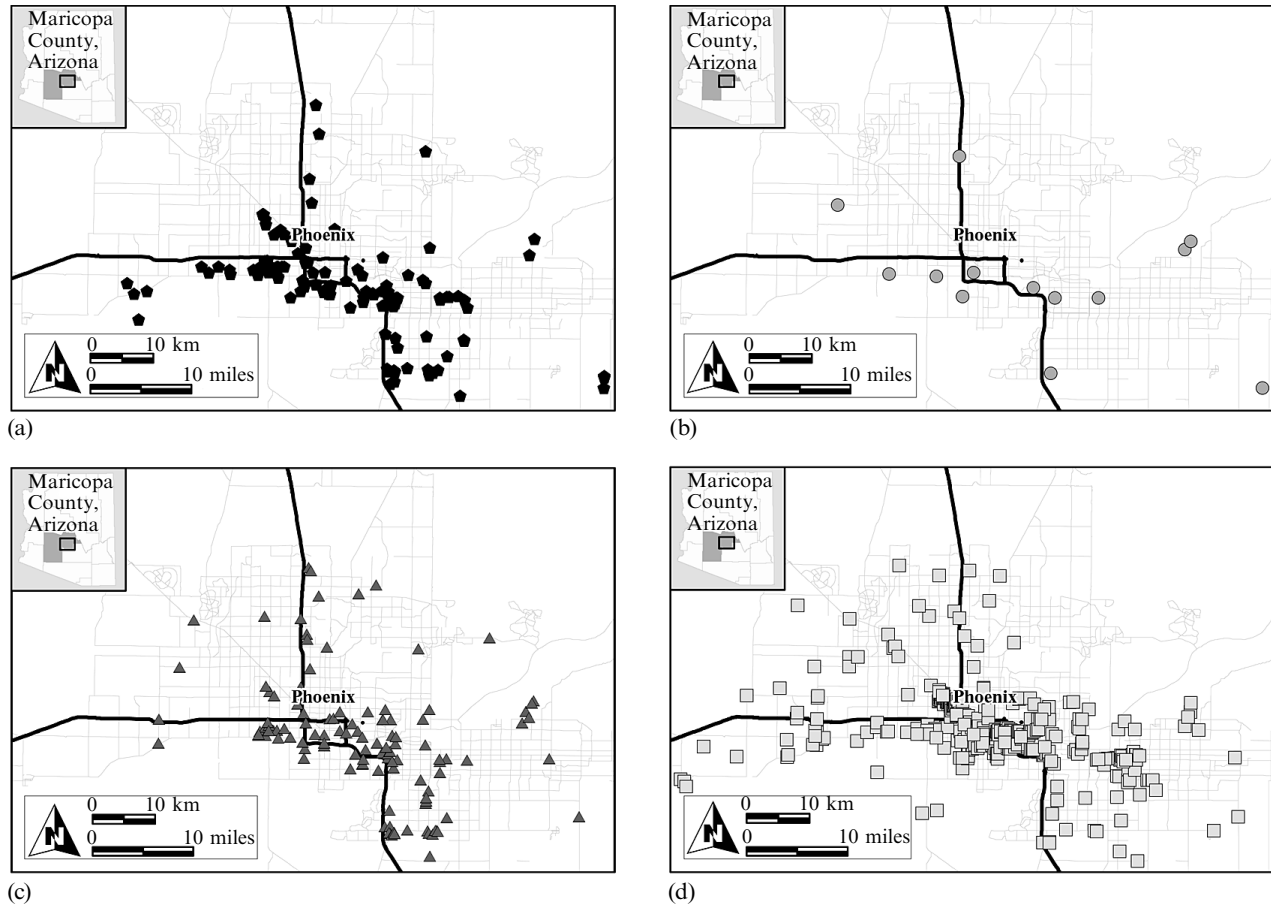 Maricopa
County,
Arizona
Phoenix
0 10 km
0 10 miles
N
(a)
Maricopa
County,
Arizona
Phoenix
0 10 km
0 10 miles
N
(b)
Maricopa
County,
Arizona
Phoenix
0 10 km
0 10 miles
N
(c)
Maricopa
County,
Arizona
Phoenix
0 10 km
0 10 miles
N
(d)